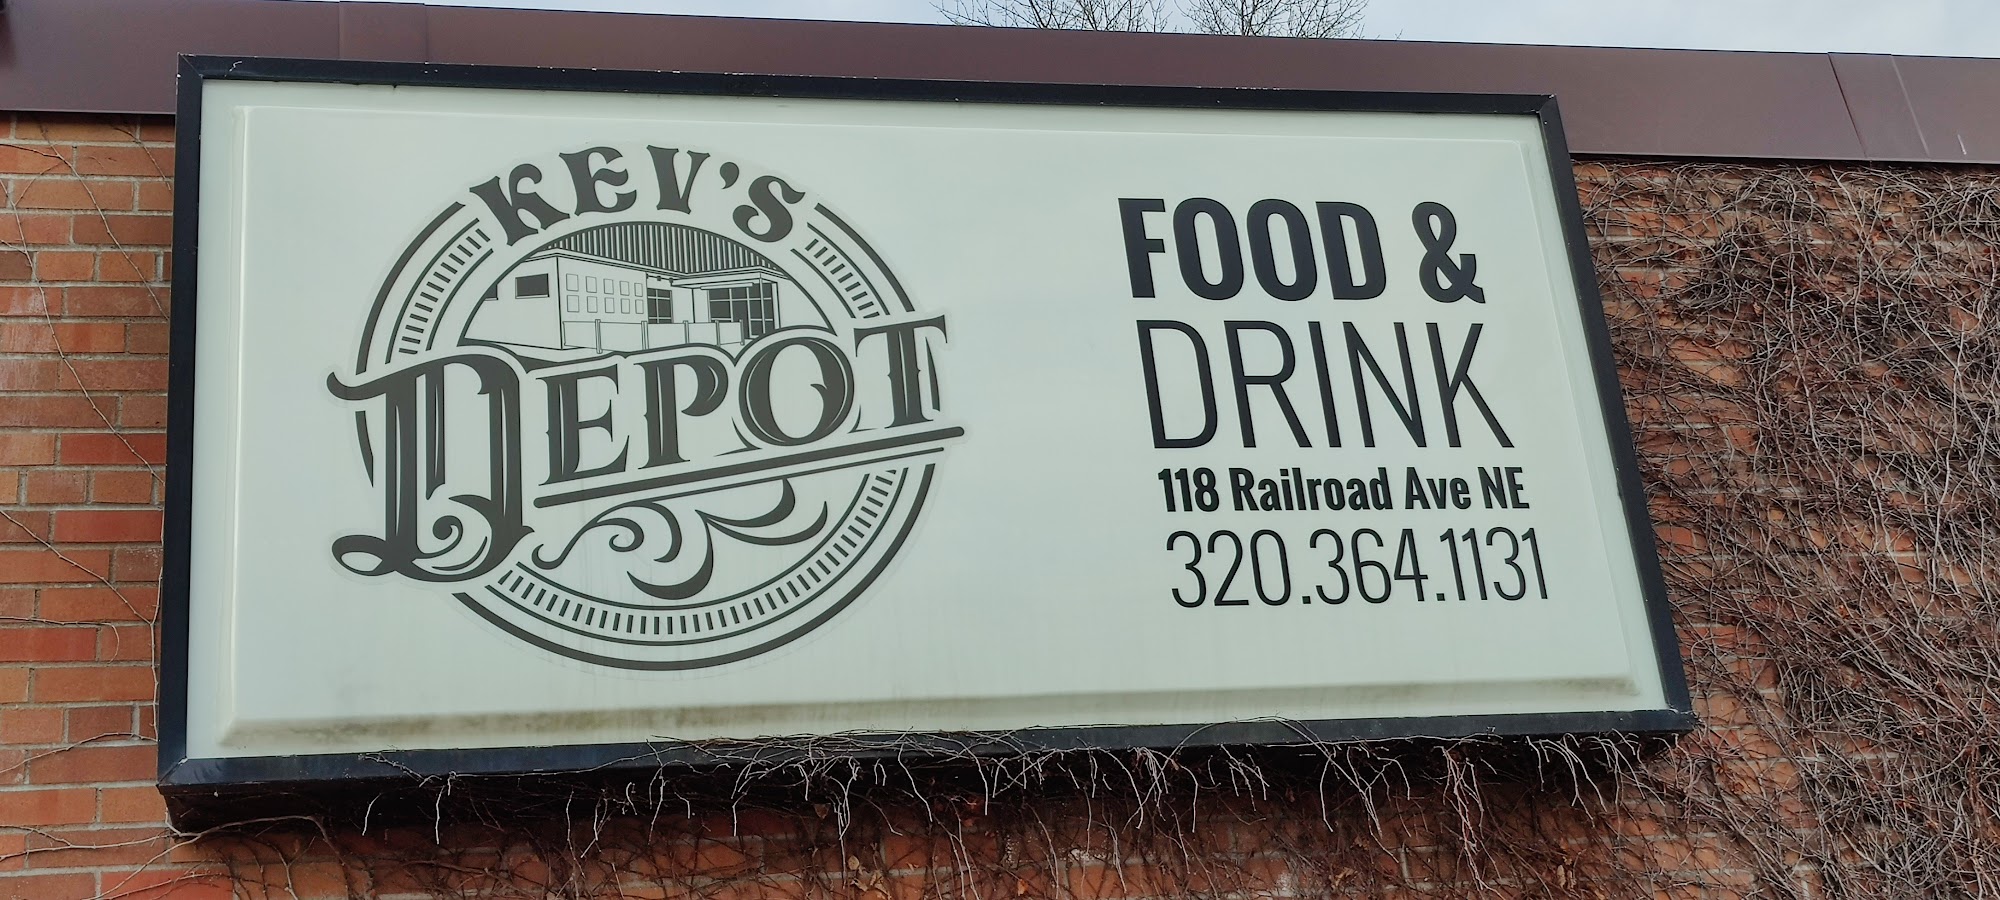 KEV'S
DEPOT
FOOD &
DRINK
118 Railroad Ave NE
320.364.1131